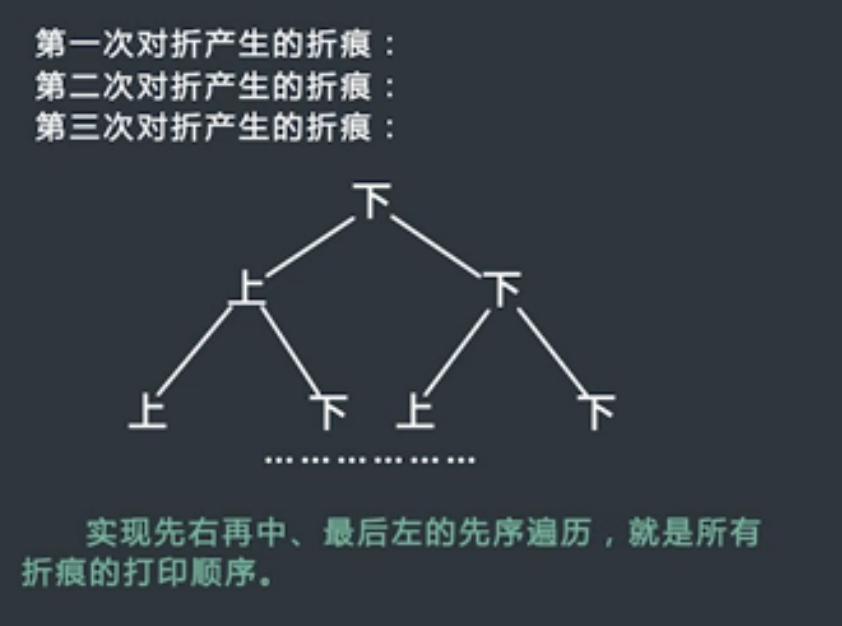 第一次对折产生的折痕：
第二次对折产生的折痕：
第三次对折产生的折痕：
下
上 下
上 下 上 下
………………
实现先右再中、最后左的先序遍历，就是所有
折痕的打印顺序。